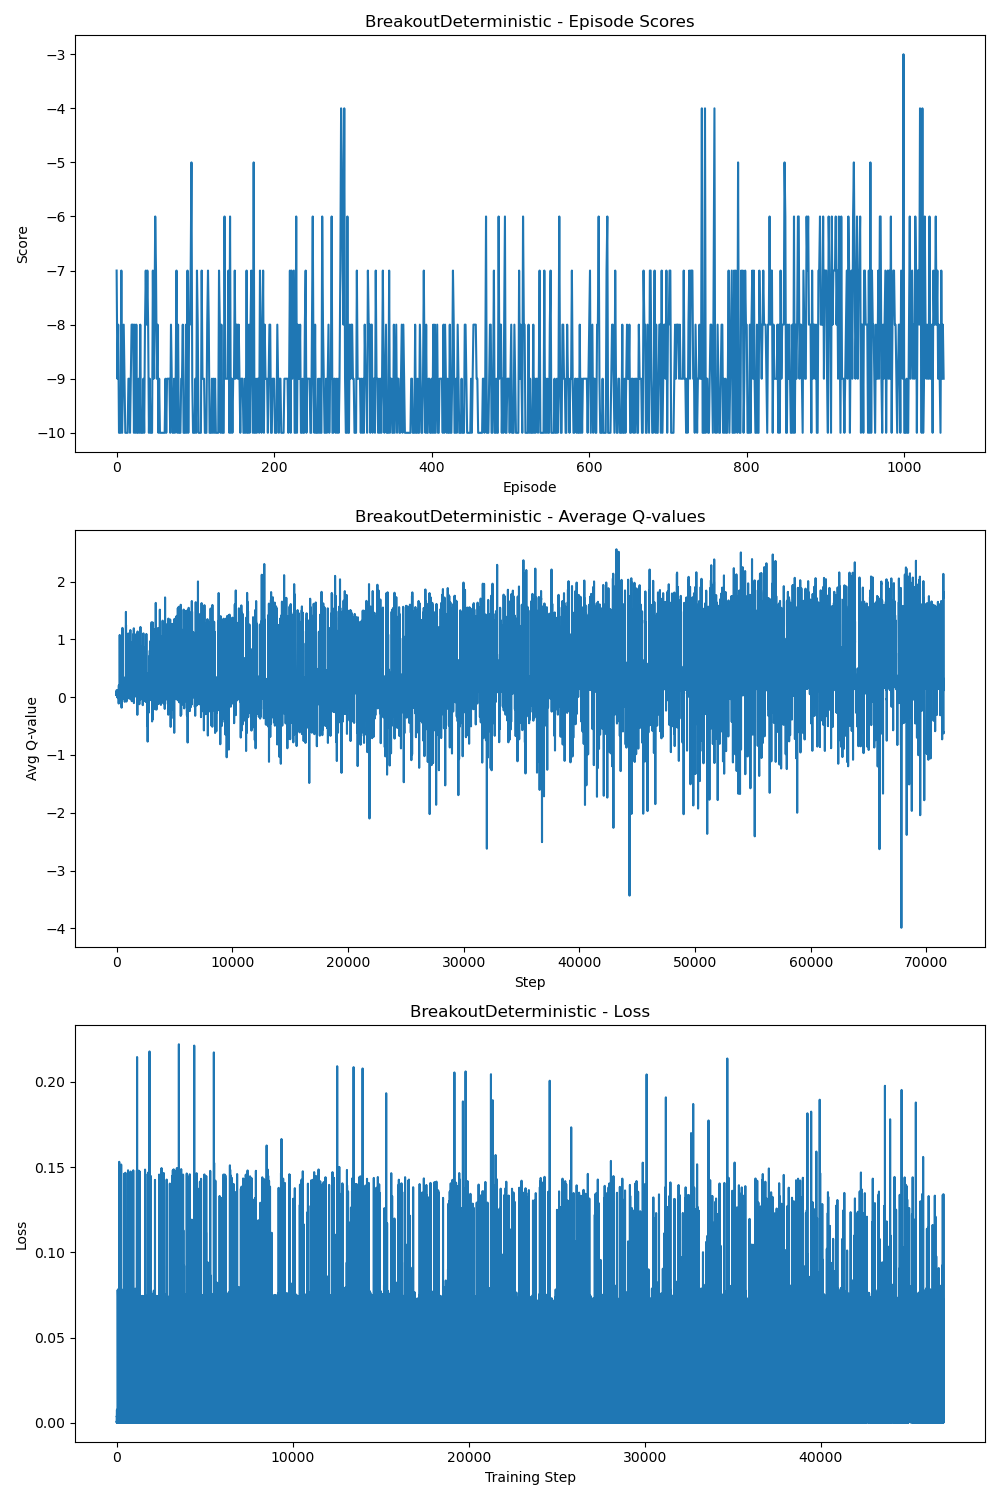 BreakoutDeterministic - Episode Scores
−3
−4
−5
−6
−7
−8
−9
−10
Score
0 200 400 600 800 1000
Episode
BreakoutDeterministic - Average Q-values
2
1
0
−1
−2
−3
−4
Avg Q-value
0 10000 20000 30000 40000 50000 60000 70000
Step
BreakoutDeterministic - Loss
0.20
0.15
0.10
0.05
0.00
Loss
0 10000 20000 30000 40000
Training Step